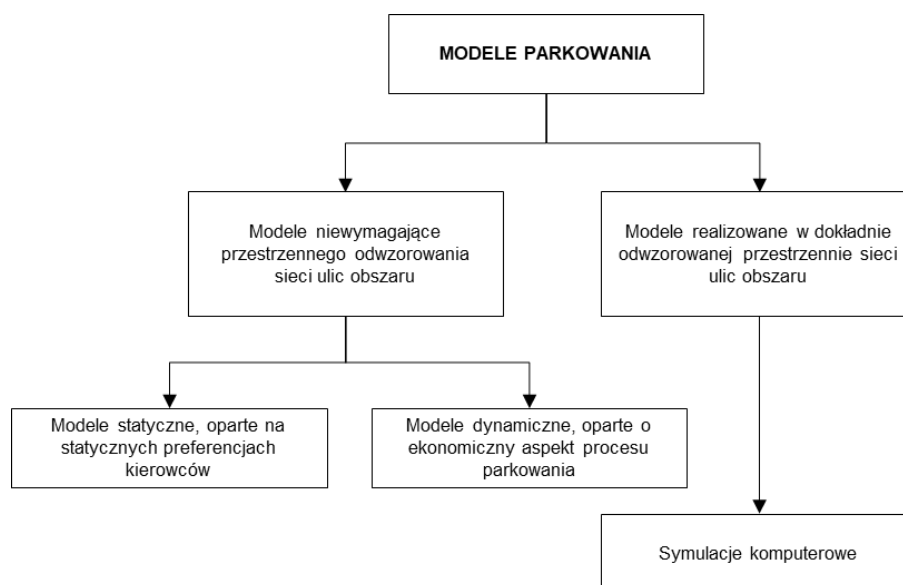 MODELE PARKOWANIA
Modele niewymagające
przestrzennego odwzorowania
sieci ulic obszaru
Modele realizowane w dokładnie
odwzorowanej przestrzennie sieci
ulic obszaru
Modele statyczne, oparte na
statycznych preferencjach
kierowców
Modele dynamiczne, oparte o
ekonomiczny aspekt procesu
parkowania
Symulacje komputerowe